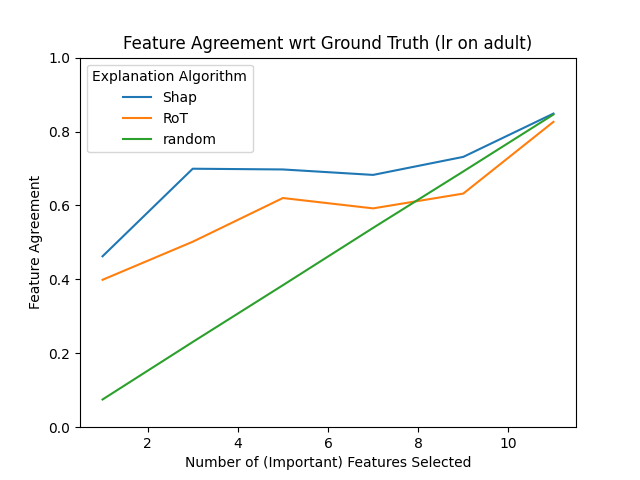 Feature Agreement wrt Ground Truth (lr on adult)
Explanation Algorithm
Shap
RoT
random
1.0
0.8
0.6
0.4
0.2
0.0
Feature Agreement
2 4 6 8 10
Number of (Important) Features Selected